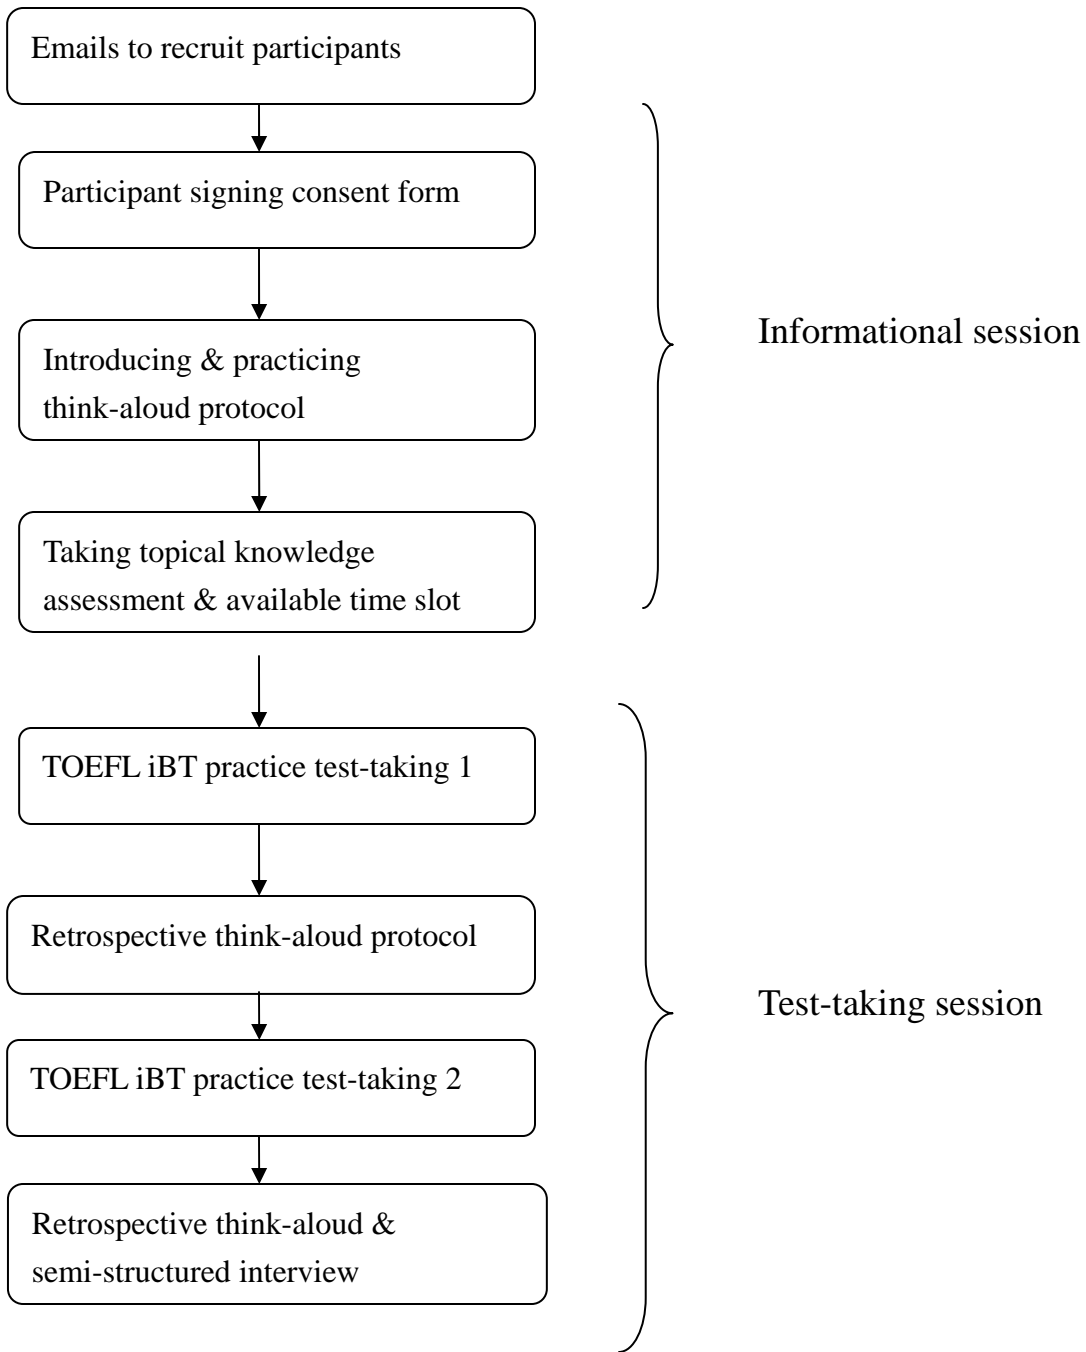 Emails to recruit participants
Participant signing consent form
Introducing & practicing
think-aloud protocol
Informational session
Taking topical knowledge
assessment & available time slot
TOEFL iBT practice test-taking 1
Retrospective think-aloud protocol
Test-taking session
TOEFL iBT practice test-taking 2
Retrospective think-aloud &
semi-structured interview